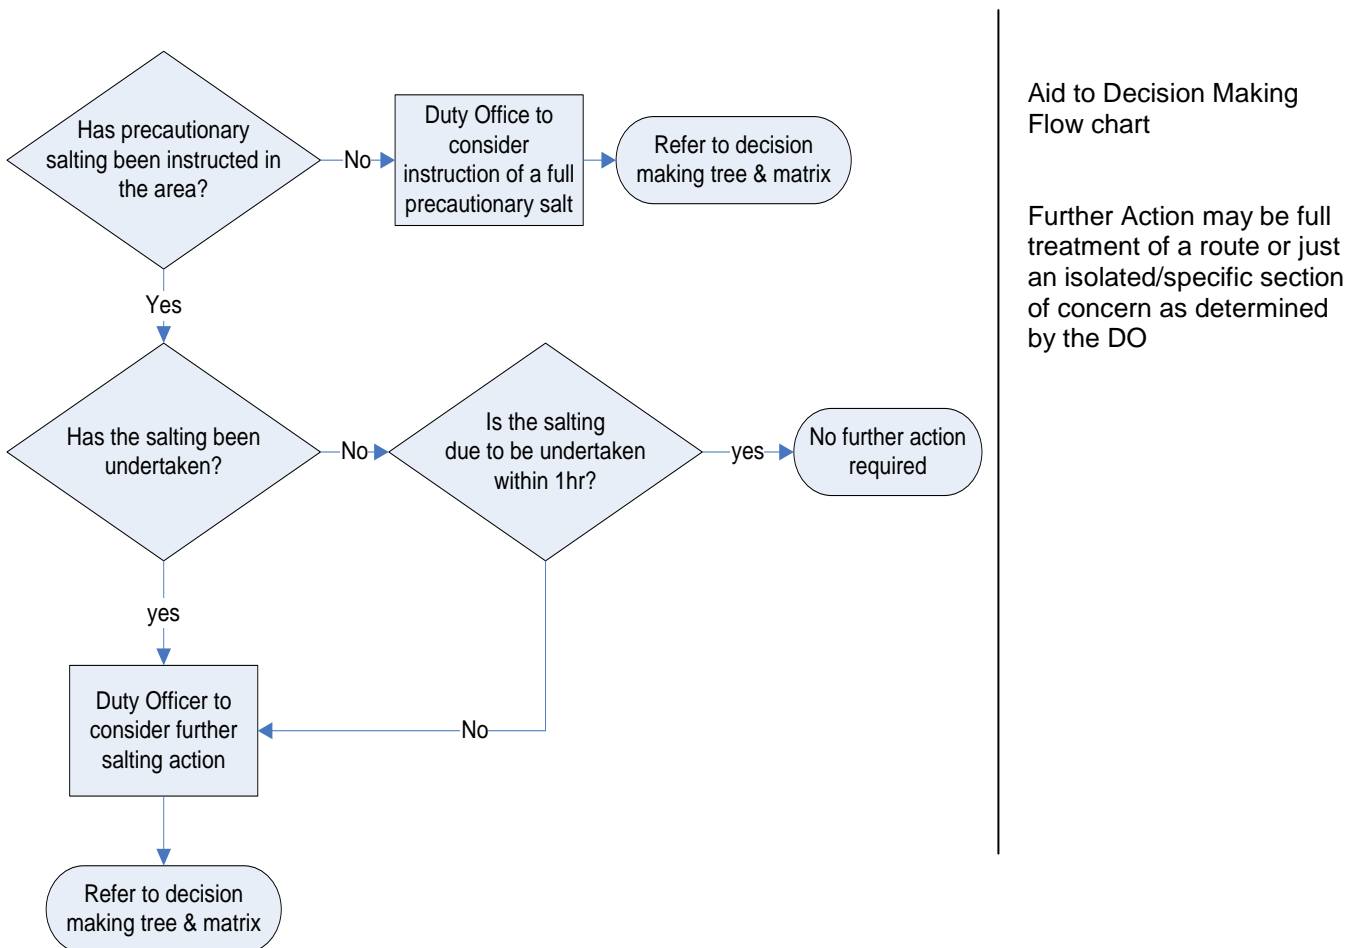 Has precautionary
salting been instructed in
the area?
No
Duty Office to
consider
instruction of a full
precautionary salt
Refer to decision
making tree & matrix
Yes
Has the salting been
undertaken?
No
Is the salting
due to be undertaken
within 1hr?
yes
No further action
required
yes
Duty Officer to
consider further
salting action
No
Refer to decision
making tree & matrix
Aid to Decision Making
Flow chart
Further Action may be full
treatment of a route or just
an isolated/specific section
of concern as determined
by the DO